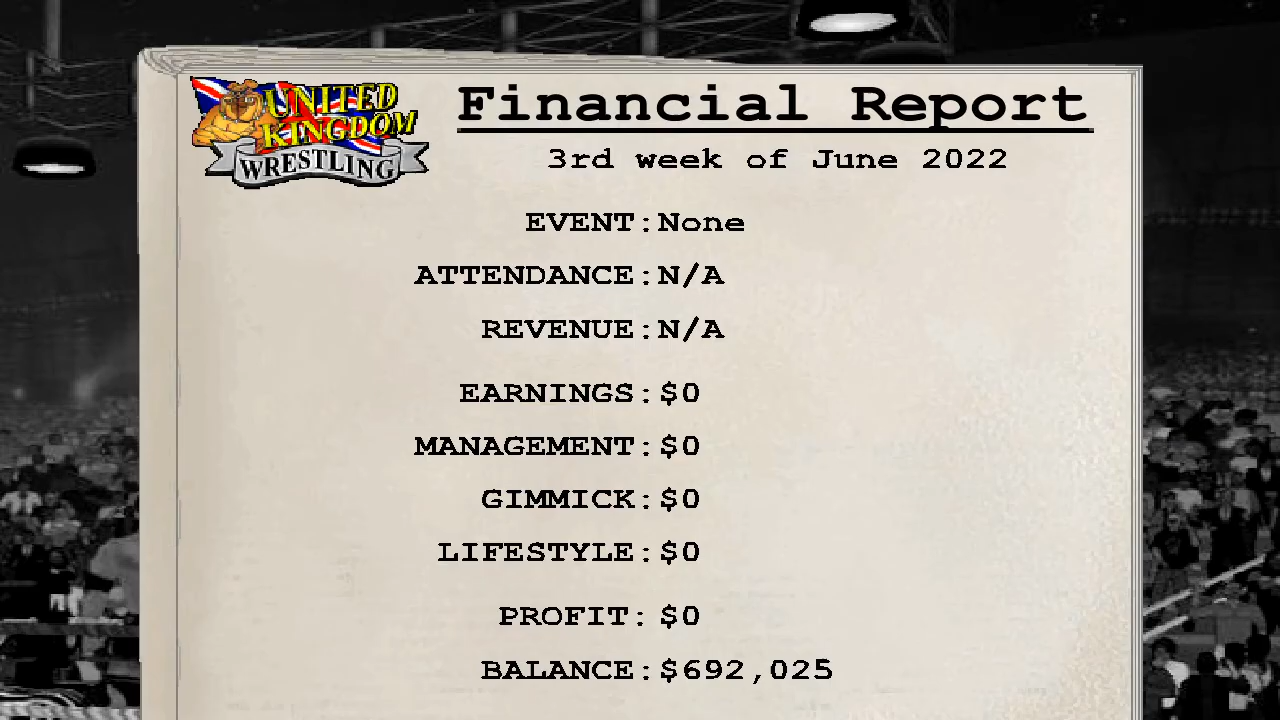 UNITED
KINGDOM
WRESTLING
Financial Report
3rd week of June 2022
EVENT:None
ATTENDANCE:N/A
REVENUE:N/A
EARNINGS:$0
MANAGEMENT:$0
GIMMICK:$0
LIFESTYLE:$0
PROFIT:$0
BALANCE:$692,025